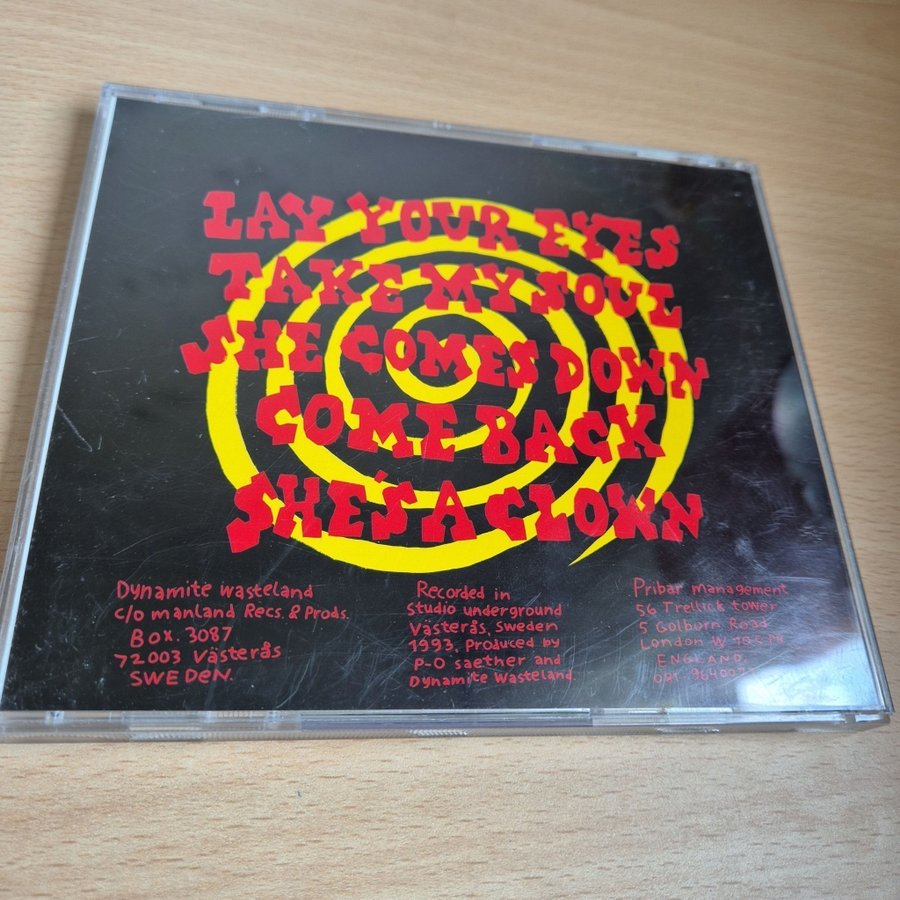 LAY YOUR EYES
TAKE MY SOUL
SHE COMES DOWN
COME BACK
SHE'S A CLOWN
Dynamite wasteland
c/o manland Recs. & Prods.
Box. 3087
72003 Västerås
SWEDEN.
Recorded in
Studio underground
Västerås, Sweden
1993. Produced by
P-O saether and
Dynamite Wasteland.
Pribar management
56 Trellick tower
5 Golborn Road
London
ENGLAND.